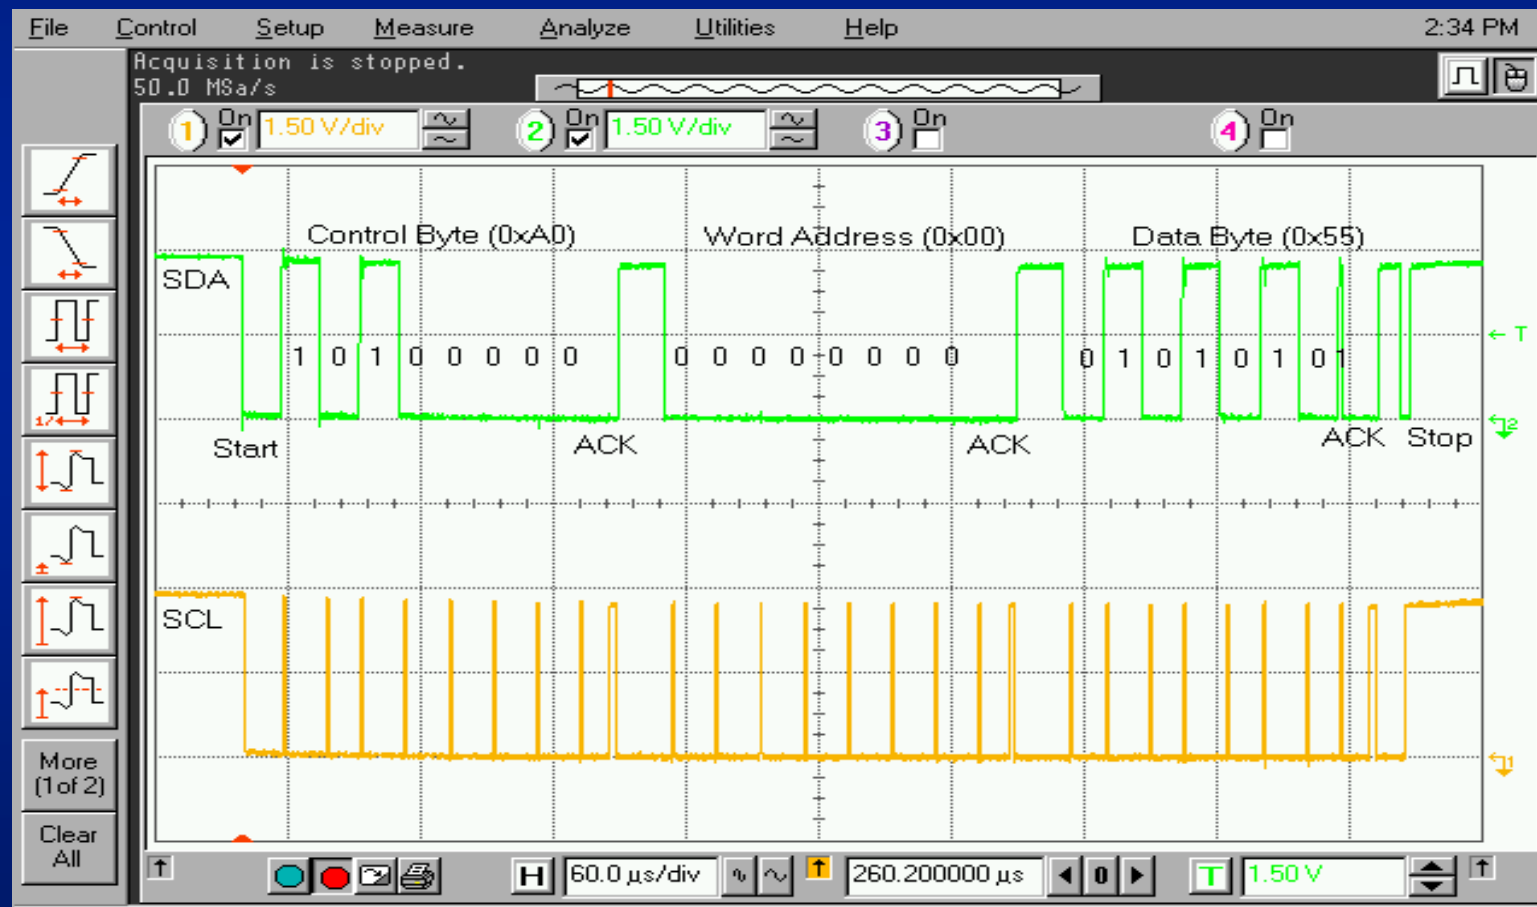 File Control Setup Measure Analyze Utilities Help 2:34 PM
Acquisition is stopped.
50.0 MSa/s
1 On 1.50 V/div 2 On 1.50 V/div 3 On 4 On
Control Byte (0xA0) Word Address (0x00) Data Byte (0x55)
SDA
T
1 0 1 0 0 0 0 0 0 0 0 0 0 0 0 0 0 1 0 1 0 1 0 1
2
Start ACK ACK ACK Stop
SCL
1
1/
More
(1of 2)
Clear
All
H 60.0 µs/div 260.200000 µs 0 T 1.50 V